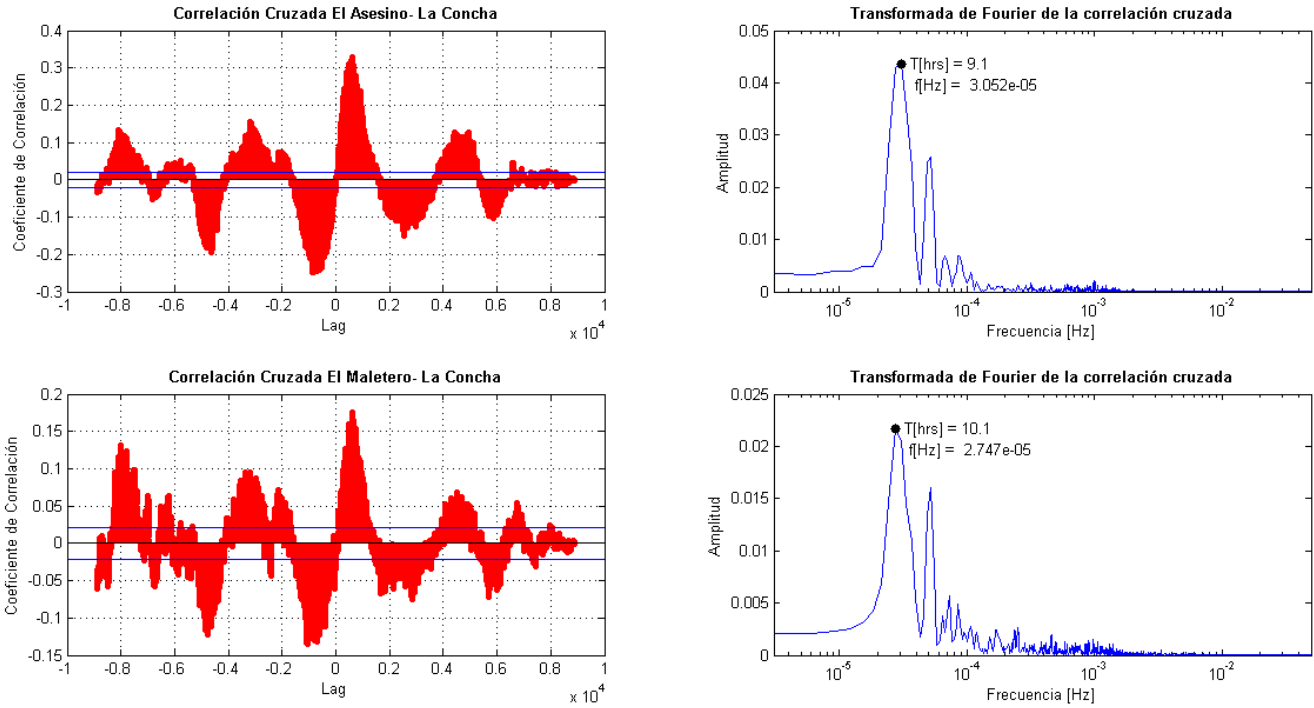 Correlación Cruzada El Asesino- La Concha
0.4
0.3
0.2
0.1
0
-0.1
-0.2
-0.3
Coeficiente de Correlación
-1 -0.8 -0.6 -0.4 -0.2 0 0.2 0.4 0.6 0.8 1
Lag
x 10^4
Transformada de Fourier de la correlación cruzada
0.05
0.04
0.03
0.02
0.01
0
Amplitud
T[hrs] = 9.1
f[Hz] = 3.052e-05
10^-5 10^-4 10^-3 10^-2
Frecuencia [Hz]
Correlación Cruzada El Maletero- La Concha
0.2
0.15
0.1
0.05
0
-0.05
-0.1
-0.15
Coeficiente de Correlación
-1 -0.8 -0.6 -0.4 -0.2 0 0.2 0.4 0.6 0.8 1
Lag
x 10^4
Transformada de Fourier de la correlación cruzada
0.025
0.02
0.015
0.01
0.005
0
Amplitud
T[hrs] = 10.1
f[Hz] = 2.747e-05
10^-5 10^-4 10^-3 10^-2
Frecuencia [Hz]